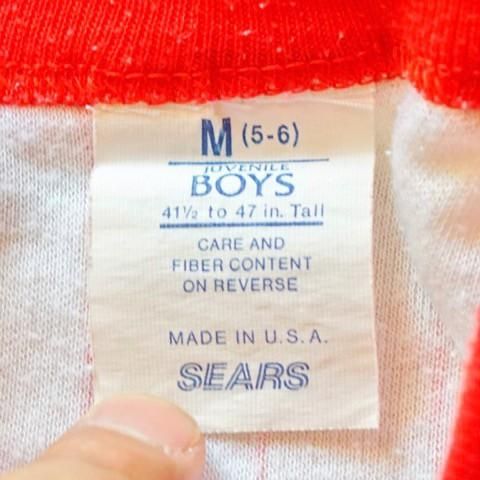 M (5-6)
JUVENILE
BOYS
41½ to 47 in. Tall
CARE AND
FIBER CONTENT
ON REVERSE
MADE IN U.S.A.
SEARS